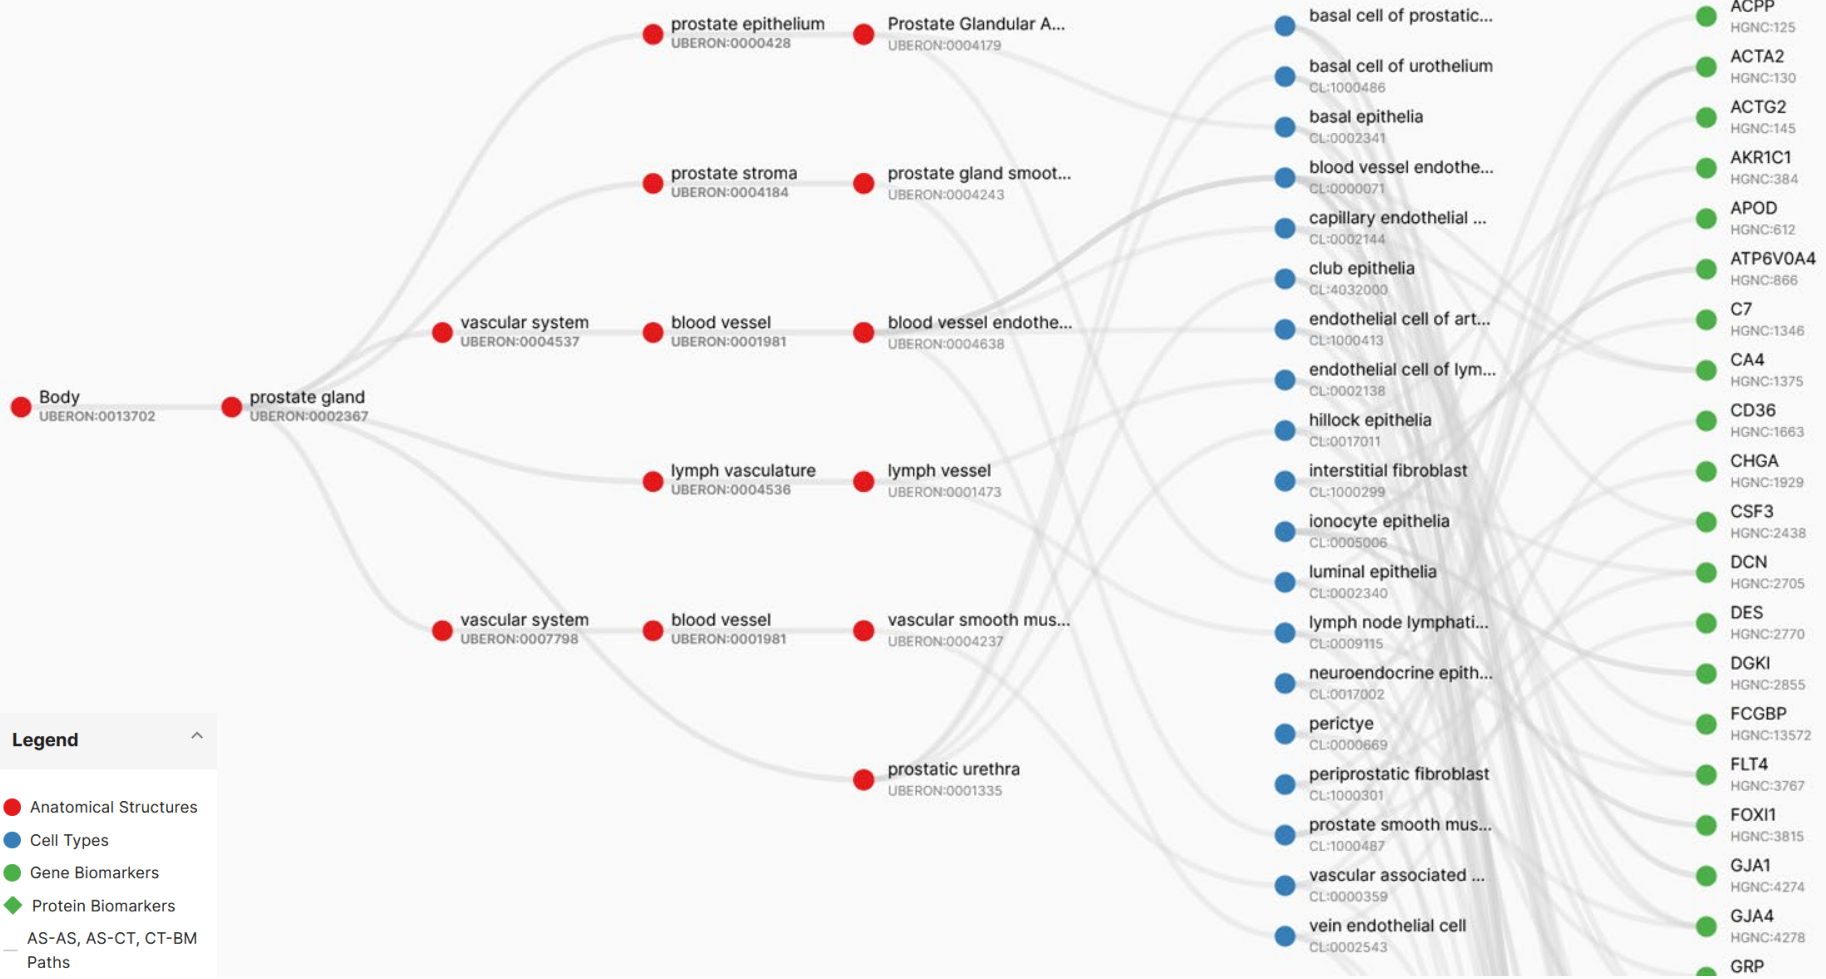 Body
UBERON:0013702
prostate gland
UBERON:0002367
vascular system
UBERON:0004537
vascular system
UBERON:0007798
prostate epithelium
UBERON:0000428
prostate stroma
UBERON:0004184
blood vessel
UBERON:0001981
lymph vasculature
UBERON:0004536
blood vessel
UBERON:0001981
Prostate Glandular A...
UBERON:0004179
prostate gland smoot...
UBERON:0004243
blood vessel endothe...
UBERON:0004638
lymph vessel
UBERON:0001473
vascular smooth mus...
UBERON:0004237
prostatic urethra
UBERON:0001335
basal cell of prostatic...
basal cell of urothelium
CL:1000486
basal epithelia
CL:0002341
blood vessel endothe...
CL:0000071
capillary endothelial ...
CL:0002144
club epithelia
CL:4032000
endothelial cell of art...
CL:1000413
endothelial cell of lym...
CL:0002138
hillock epithelia
CL:0017011
interstitial fibroblast
CL:1000299
ionocyte epithelia
CL:0005006
luminal epithelia
CL:0002340
lymph node lymphati...
CL:0009115
neuroendocrine epith...
CL:0017002
perictye
CL:0000669
periprostatic fibroblast
CL:1000301
prostate smooth mus...
CL:1000487
vascular associated ...
CL:0000359
vein endothelial cell
CL:0002543
ACPP
HGNC:125
ACTA2
HGNC:130
ACTG2
HGNC:145
AKR1C1
HGNC:384
APOD
HGNC:612
ATP6V0A4
HGNC:866
C7
HGNC:1346
CA4
HGNC:1375
CD36
HGNC:1663
CHGA
HGNC:1929
CSF3
HGNC:2438
DCN
HGNC:2705
DES
HGNC:2770
DGKI
HGNC:2855
FCGBP
HGNC:13572
FLT4
HGNC:3767
FOXI1
HGNC:3815
GJA1
HGNC:4274
GJA4
HGNC:4278
GRP
Legend
Anatomical Structures
Cell Types
Gene Biomarkers
Protein Biomarkers
AS-AS, AS-CT, CT-BM
Paths